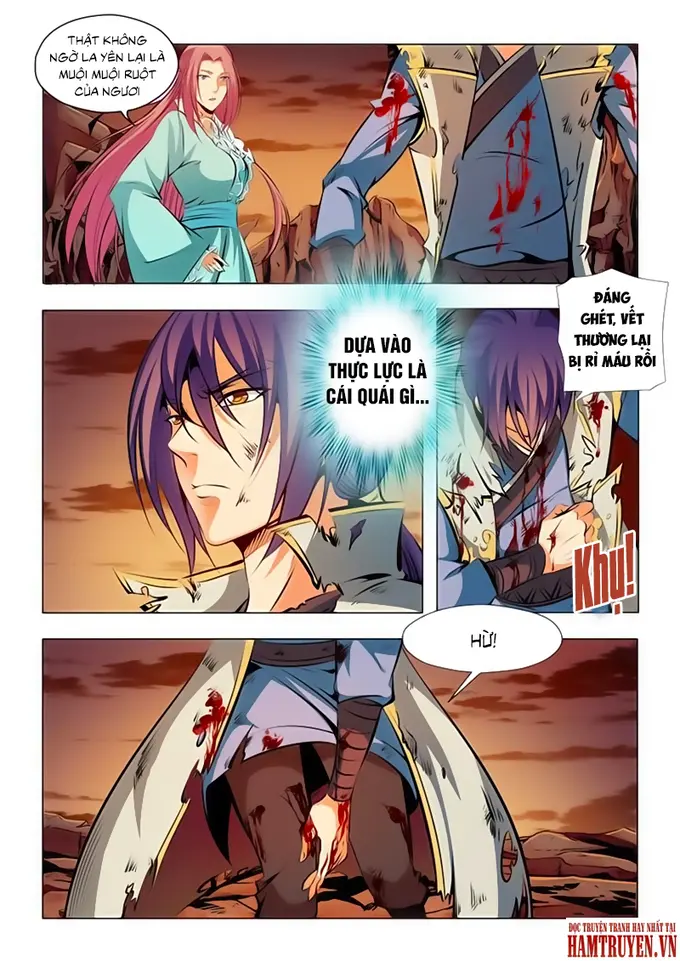 THẬT KHÔNG
NGỜ LA YÊN LẠI LÀ
MUỘI MUỘI RUỘT
CỦA NGƯƠI
DỰA VÀO
THỰC LỰC LÀ
CÁI QUÁI GÌ...
ĐÁNG
GHÉT, VẾT
THƯƠNG LẠI
BỊ RỈ MÁU RỒI
KHỤ!
HỪ!
ĐỌC TRUYỆN TRANH HAY NHẤT TẠI
HAMTRUYEN.VN